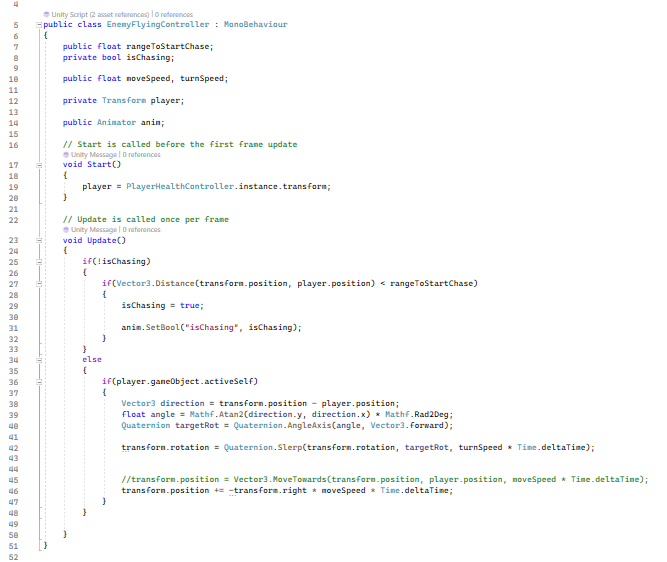 4
Unity Script (2 asset references) | 0 references
5 public class EnemyFlyingController : MonoBehaviour
6 {
7 public float rangeToStartChase;
8 private bool isChasing;
9
10 public float moveSpeed, turnSpeed;
11
12 private Transform player;
13
14 public Animator anim;
15
16 // Start is called before the first frame update
Unity Message | 0 references
17 void Start()
18 {
19 player = PlayerHealthController.instance.transform;
20 }
21
22 // Update is called once per frame
Unity Message | 0 references
23 void Update()
24 {
25 if(!isChasing)
26 {
27 if(Vector3.Distance(transform.position, player.position) < rangeToStartChase)
28 {
29 isChasing = true;
30
31 anim.SetBool("isChasing", isChasing);
32 }
33 }
34 else
35 {
36 if(player.gameObject.activeSelf)
37 {
38 Vector3 direction = transform.position - player.position;
39 float angle = Mathf.Atan2(direction.y, direction.x) * Mathf.Rad2Deg;
40 Quaternion targetRot = Quaternion.AngleAxis(angle, Vector3.forward);
41
42 transform.rotation = Quaternion.Slerp(transform.rotation, targetRot, turnSpeed * Time.deltaTime);
43
44
45 //transform.position = Vector3.MoveTowards(transform.position, player.position, moveSpeed * Time.deltaTime);
46 transform.position += -transform.right * moveSpeed * Time.deltaTime;
47 }
48 }
49
50 }
51 }
52